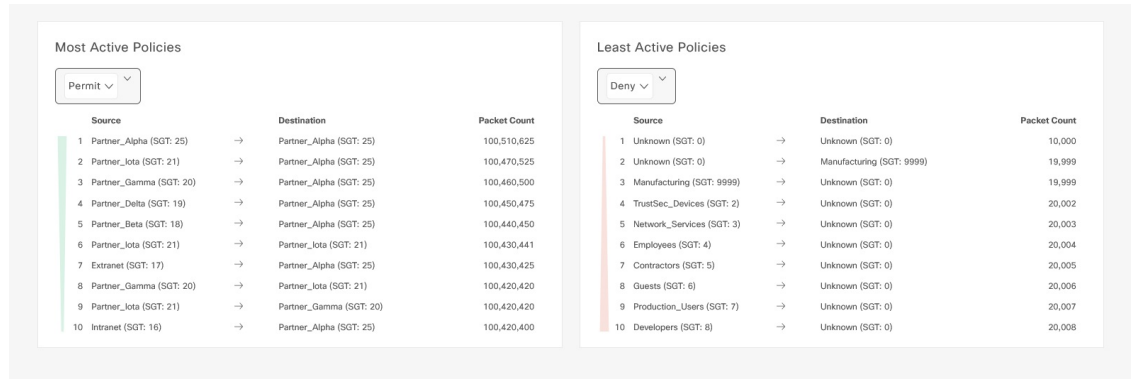 Most Active Policies
Permit
Source Destination Packet Count
1 Partner_Alpha (SGT: 25) → Partner_Alpha (SGT: 25) 100,510,625
2 Partner_Iota (SGT: 21) → Partner_Alpha (SGT: 25) 100,470,525
3 Partner_Gamma (SGT: 20) → Partner_Alpha (SGT: 25) 100,460,500
4 Partner_Delta (SGT: 19) → Partner_Alpha (SGT: 25) 100,450,475
5 Partner_Beta (SGT: 18) → Partner_Alpha (SGT: 25) 100,440,450
6 Partner_Iota (SGT: 21) → Partner_Iota (SGT: 21) 100,430,441
7 Extranet (SGT: 17) → Partner_Alpha (SGT: 25) 100,430,425
8 Partner_Gamma (SGT: 20) → Partner_Iota (SGT: 21) 100,420,420
9 Partner_Iota (SGT: 21) → Partner_Gamma (SGT: 20) 100,420,420
10 Intranet (SGT: 16) → Partner_Alpha (SGT: 25) 100,420,400
Least Active Policies
Deny
Source Destination Packet Count
1 Unknown (SGT: 0) → Unknown (SGT: 0) 10,000
2 Unknown (SGT: 0) → Manufacturing (SGT: 9999) 19,999
3 Manufacturing (SGT: 9999) → Unknown (SGT: 0) 19,999
4 TrustSec_Devices (SGT: 2) → Unknown (SGT: 0) 20,002
5 Network_Services (SGT: 3) → Unknown (SGT: 0) 20,003
6 Employees (SGT: 4) → Unknown (SGT: 0) 20,004
7 Contractors (SGT: 5) → Unknown (SGT: 0) 20,005
8 Guests (SGT: 6) → Unknown (SGT: 0) 20,006
9 Production_Users (SGT: 7) → Unknown (SGT: 0) 20,007
10 Developers (SGT: 8) → Unknown (SGT: 0) 20,008